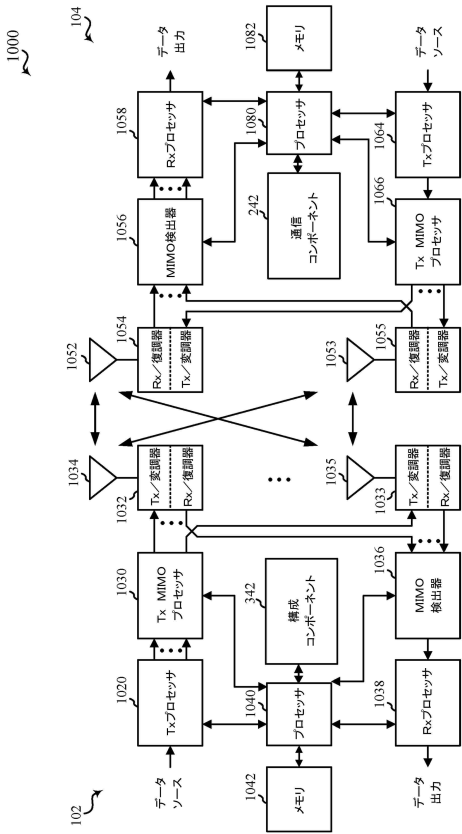 1000
102
104
データ
ソース
1020
Txプロセッサ
1030
Tx MIMO
プロセッサ
1034
1032
Tx/変調器
Rx/復調器
1042
メモリ
1040
プロセッサ
342
構成
コンポーネント
データ
出力
1038
Rxプロセッサ
1036
MIMO
検出器
1035
1033
Tx/変調器
Rx/復調器
1052
1054
Rx/復調器
Tx/変調器
1056
MIMO検出器
1058
Rxプロセッサ
データ
出力
242
通信
コンポーネント
1080
プロセッサ
1082
メモリ
1053
1055
Rx/復調器
Tx/変調器
1066
Tx MIMO
プロセッサ
1064
Txプロセッサ
データ
ソース